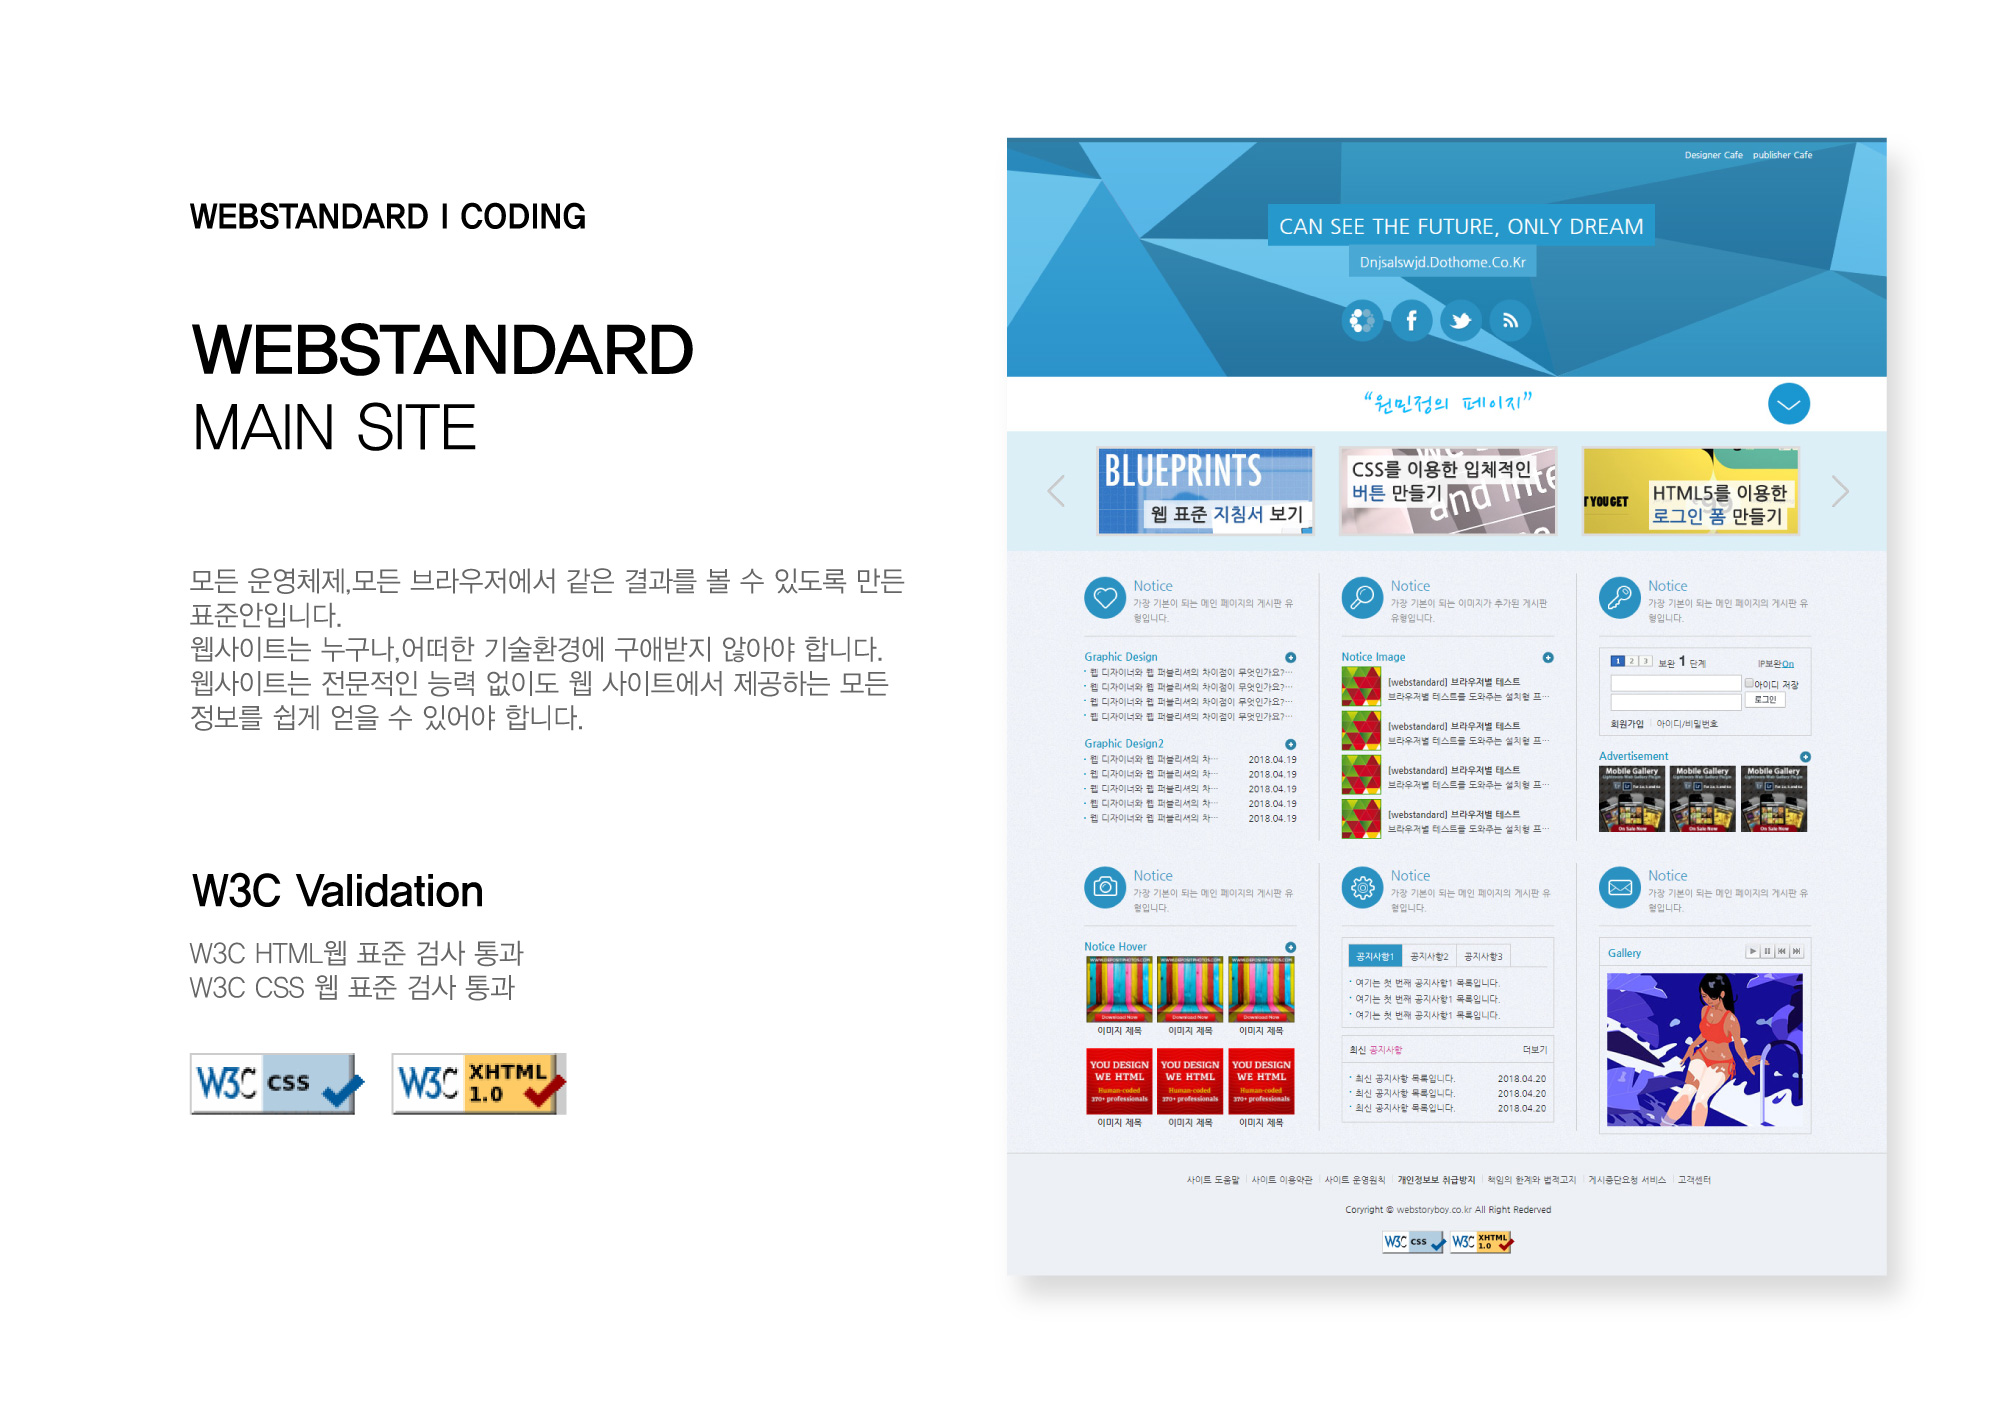 WEBSTANDARD I CODING
WEBSTANDARD
MAIN SITE
모든 운영체제,모든 브라우저에서 같은 결과를 볼 수 있도록 만든
표준안입니다.
웹사이트는 누구나,어떠한 기술환경에 구애받지 않아야 합니다.
웹사이트는 전문적인 능력 없이도 웹 사이트에서 제공하는 모든
정보를 쉽게 얻을 수 있어야 합니다.
W3C Validation
W3C HTML웹 표준 검사 통과
W3C CSS 웹 표준 검사 통과
W3C CSS
W3C XHTML 1.0
Designer Cafe publisher Cafe
CAN SEE THE FUTURE, ONLY DREAM
Dnjsalswjd.Dothome.Co.Kr
“원민정의 페이지”
BLUEPRINTS
웹 표준 지침서 보기
CSS를 이용한 입체적인
버튼 만들기
and inte
T YOU GET
HTML5를 이용한
로그인 폼 만들기
Notice
가장 기본이 되는 메인 페이지의 게시판 유
형입니다.
Graphic Design
· 웹 디자이너와 웹 퍼블리셔의 차이점이 무엇인가요?…
· 웹 디자이너와 웹 퍼블리셔의 차이점이 무엇인가요?…
· 웹 디자이너와 웹 퍼블리셔의 차이점이 무엇인가요?…
· 웹 디자이너와 웹 퍼블리셔의 차이점이 무엇인가요?…
Graphic Design2
· 웹 디자이너와 웹 퍼블리셔의 차… 2018.04.19
· 웹 디자이너와 웹 퍼블리셔의 차… 2018.04.19
· 웹 디자이너와 웹 퍼블리셔의 차… 2018.04.19
· 웹 디자이너와 웹 퍼블리셔의 차… 2018.04.19
· 웹 디자이너와 웹 퍼블리셔의 차… 2018.04.19
Notice
가장 기본이 되는 이미지가 추가된 게시판
유형입니다.
Notice Image
[webstandard] 브라우저별 테스트
브라우저별 테스트를 도와주는 설치형 프…
[webstandard] 브라우저별 테스트
브라우저별 테스트를 도와주는 설치형 프…
[webstandard] 브라우저별 테스트
브라우저별 테스트를 도와주는 설치형 프…
[webstandard] 브라우저별 테스트
브라우저별 테스트를 도와주는 설치형 프…
Notice
가장 기본이 되는 메인 페이지의 게시판 유
형입니다.
1 2 3 보완 1 단계 IP보완On
아이디 저장
로그인
회원가입 아이디/비밀번호
Advertisement
Mobile Gallery Mobile Gallery Mobile Gallery
On Sale Now On Sale Now On Sale Now
Notice
가장 기본이 되는 메인 페이지의 게시판 유
형입니다.
Notice Hover
Download Now Download Now Download Now
이미지 제목 이미지 제목 이미지 제목
YOU DESIGN YOU DESIGN YOU DESIGN
WE HTML WE HTML WE HTML
Human-coded Human-coded Human-coded
370+ professionals 370+ professionals 370+ professionals
이미지 제목 이미지 제목 이미지 제목
Notice
가장 기본이 되는 메인 페이지의 게시판 유
형입니다.
공지사항1 공지사항2 공지사항3
· 여기는 첫 번째 공지사항1 목록입니다.
· 여기는 첫 번째 공지사항1 목록입니다.
· 여기는 첫 번째 공지사항1 목록입니다.
최신 공지사항 더보기
· 최신 공지사항 목록입니다. 2018.04.20
· 최신 공지사항 목록입니다. 2018.04.20
· 최신 공지사항 목록입니다. 2018.04.20
Notice
가장 기본이 되는 메인 페이지의 게시판 유
형입니다.
Gallery
사이트 도움말 사이트 이용약관 사이트 운영원칙 개인정보보 취급방지 책임의 한계와 법적고지 게시중단요청 서비스 고객센터
Coryright © webstoryboy.co.kr All Right Rederved
W3C CSS W3C XHTML 1.0